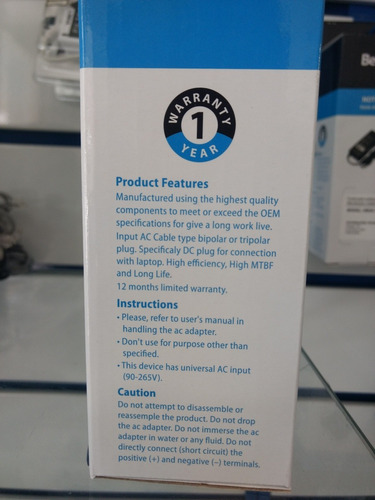 WARRANTY
1
YEAR
Product Features
Manufactured using the highest quality
components to meet or exceed the OEM
specifications for give a long work live.
Input AC Cable type bipolar or tripolar
plug. Specificaly DC plug for connection
with laptop. High efficiency, High MTBF
and Long Life.
12 months limited warranty.
Instructions
• Please, refer to user's manual in
handling the ac adapter.
• Don't use for purpose other than
specified.
• This device has universal AC input
(90-265V).
Caution
Do not attempt to disassemble or
reassemble the product. Do not drop
the ac adapter. Do not immerse the ac
adapter in water or any fluid. Do not
directly connect (short circuit) the
positive (+) and negative (–) terminals.
Be